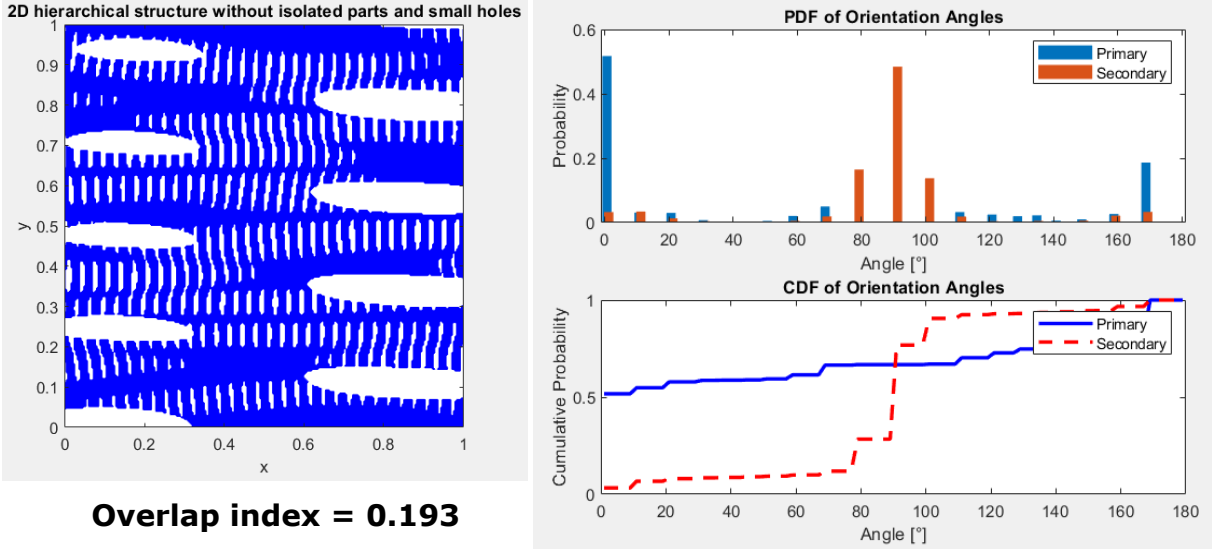 2D hierarchical structure without isolated parts and small holes
1
0.9
0.8
0.7
0.6
0.5
0.4
0.3
0.2
0.1
0
y
0 0.2 0.4 0.6 0.8 1
x
Overlap index = 0.193
PDF of Orientation Angles
0.6
0.4
0.2
0
Probability
Primary
Secondary
0 20 40 60 80 100 120 140 160 180
Angle [°]
CDF of Orientation Angles
1
0.5
0
Cumulative Probability
Primary
Secondary
0 20 40 60 80 100 120 140 160 180
Angle [°]